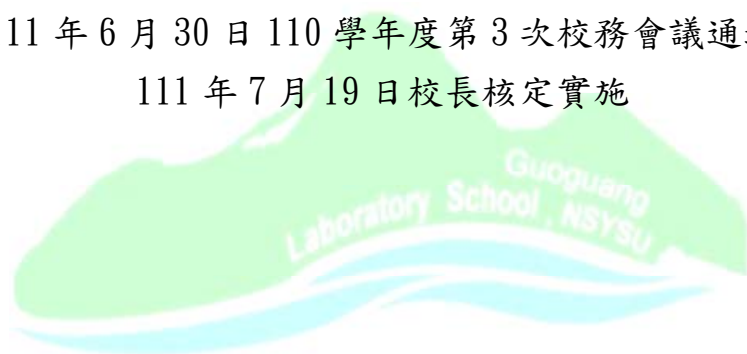 11 年 6 月 30 日 110 學年度第 3 次校務會議通
111 年 7 月 19 日校長核定實施
Guoguang
Laboratory School, NSYSU